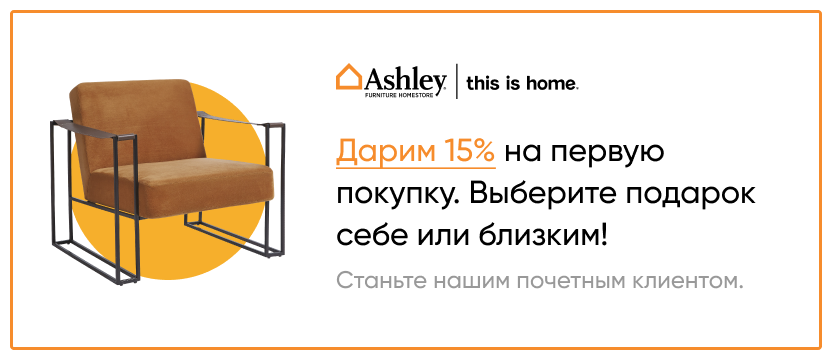 Ashley | this is home.
FURNITURE HOMESTORE
Дарим 15% на первую
покупку. Выберите подарок
себе или близким!
Станьте нашим почетным клиентом.